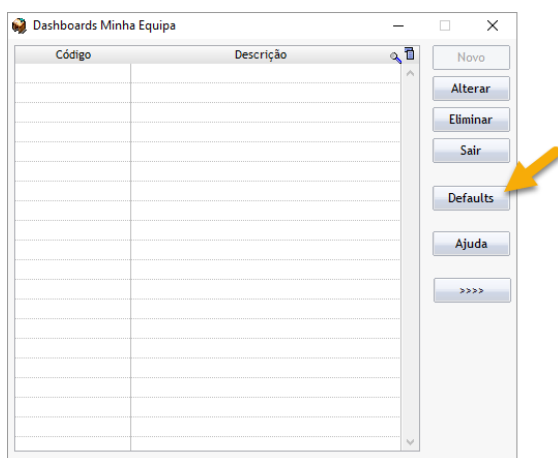 Dashboards Minha Equipa
Código Descrição
Novo
Alterar
Eliminar
Sair
Defaults
Ajuda
>>>>